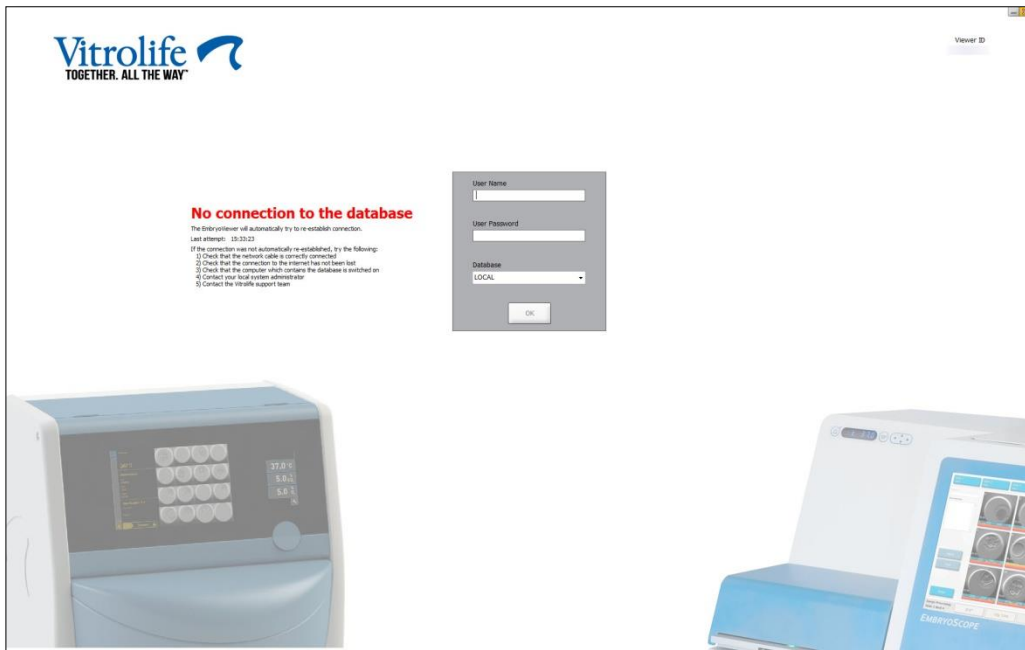 Vitrolife
TOGETHER. ALL THE WAY™
Viewer ID
No connection to the database
The EmbryoViewer will automatically try to re-establish connection.
Last attempt: 15:33:23
If the connection was not automatically re-established, try the following:
1) Check that the network cable is correctly connected
2) Check that the connection to the internet has not been lost
3) Check that the computer which contains the database is switched on
4) Contact your local system administrator
5) Contact the Vitrolife support team
User Name
User Password
Database
LOCAL
OK
37.0
5.0
5.0
EMBRYOSCOPE